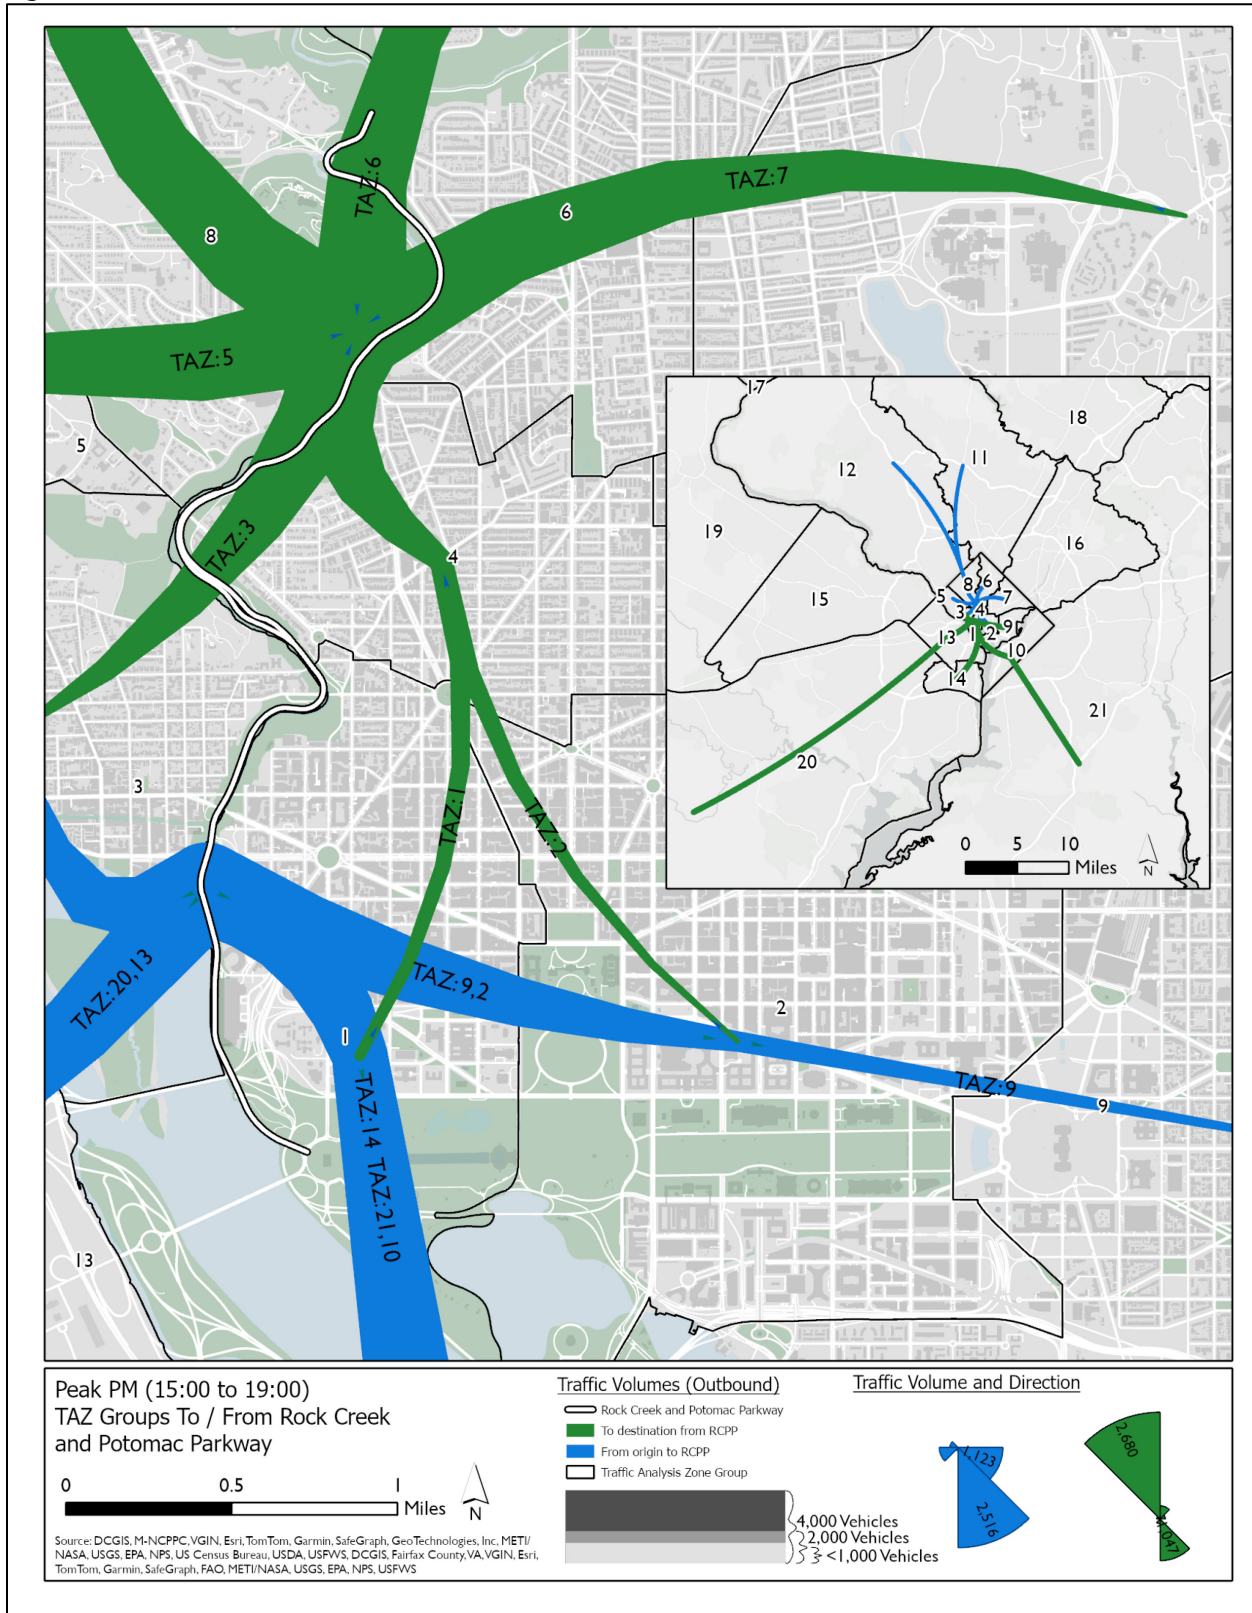 TAZ:6
TAZ:7
6
8
TAZ:5
5
TAZ:3
4
17
18
12
11
19
16
15
8
6
5
7
3
4
1
2
9
13
10
14
21
20
0 5 10
Miles
N
3
TAZ:1
TAZ:2
TAZ:20,13
TAZ:9,2
2
1
TAZ:14 TAZ:21,10
TAZ:9
9
13
Peak PM (15:00 to 19:00)
TAZ Groups To / From Rock Creek
and Potomac Parkway
0 0.5 1
Miles
N
Source: DCGIS, M-NCPPC, VGIN, Esri, TomTom, Garmin, SafeGraph, GeoTechnologies, Inc, METI/
NASA, USGS, EPA, NPS, US Census Bureau, USDA, USFWS, DCGIS, Fairfax County, VA, VGIN, Esri,
TomTom, Garmin, SafeGraph, FAO, METI/NASA, USGS, EPA, NPS, USFWS
Traffic Volumes (Outbound)
Rock Creek and Potomac Parkway
To destination from RCPP
From origin to RCPP
Traffic Analysis Zone Group
4,000 Vehicles
2,000 Vehicles
<1,000 Vehicles
Traffic Volume and Direction
1,123
2,516
2,680
1,047